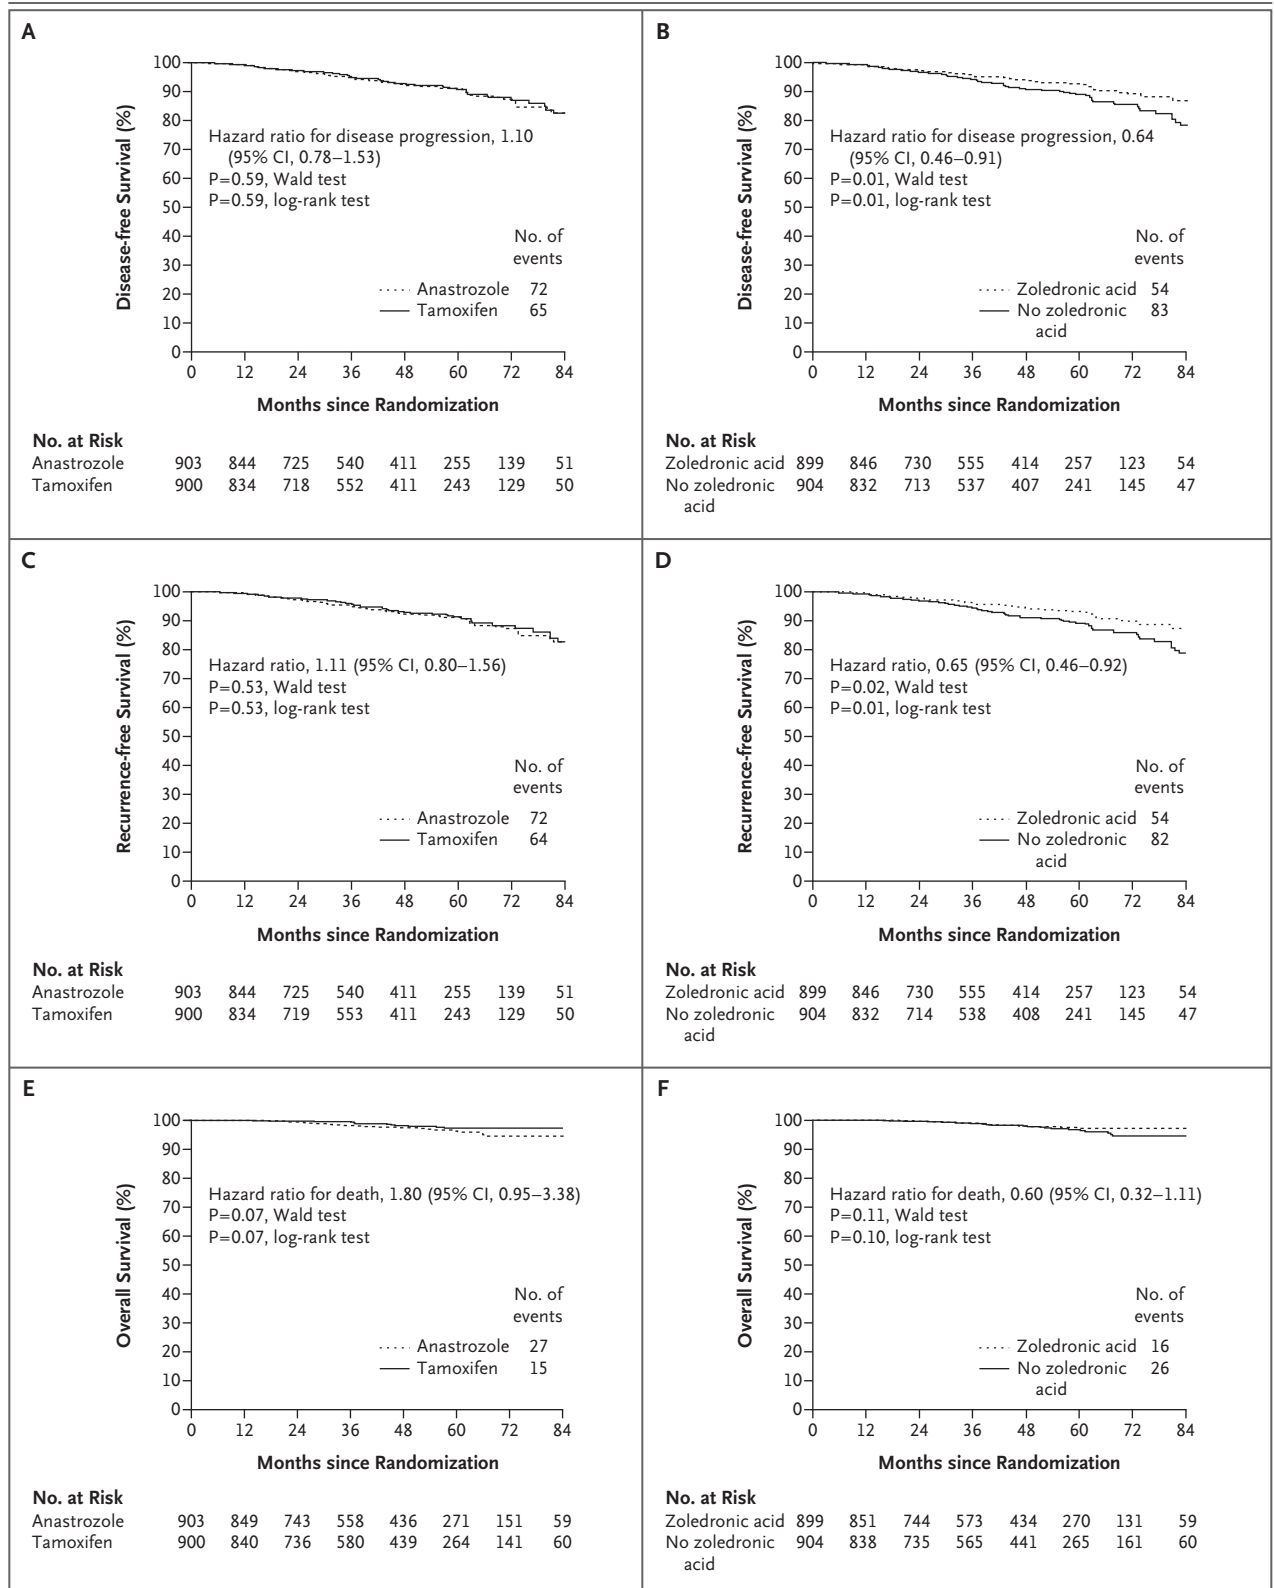 A
Disease-free Survival (%)
100
90
80
70
60
50
40
30
20
10
0
Hazard ratio for disease progression, 1.10
(95% CI, 0.78–1.53)
P=0.59, Wald test
P=0.59, log-rank test
No. of
events
Anastrozole 72
Tamoxifen 65
0 12 24 36 48 60 72 84
Months since Randomization
No. at Risk
Anastrozole 903 844 725 540 411 255 139 51
Tamoxifen 900 834 718 552 411 243 129 50
B
Disease-free Survival (%)
100
90
80
70
60
50
40
30
20
10
0
Hazard ratio for disease progression, 0.64
(95% CI, 0.46–0.91)
P=0.01, Wald test
P=0.01, log-rank test
No. of
events
Zoledronic acid 54
No zoledronic 83
acid
0 12 24 36 48 60 72 84
Months since Randomization
No. at Risk
Zoledronic acid 899 846 730 555 414 257 123 54
No zoledronic 904 832 713 537 407 241 145 47
acid
C
Recurrence-free Survival (%)
100
90
80
70
60
50
40
30
20
10
0
Hazard ratio, 1.11 (95% CI, 0.80–1.56)
P=0.53, Wald test
P=0.53, log-rank test
No. of
events
Anastrozole 72
Tamoxifen 64
0 12 24 36 48 60 72 84
Months since Randomization
No. at Risk
Anastrozole 903 844 725 540 411 255 139 51
Tamoxifen 900 834 719 553 411 243 129 50
D
Recurrence-free Survival (%)
100
90
80
70
60
50
40
30
20
10
0
Hazard ratio, 0.65 (95% CI, 0.46–0.92)
P=0.02, Wald test
P=0.01, log-rank test
No. of
events
Zoledronic acid 54
No zoledronic 82
acid
0 12 24 36 48 60 72 84
Months since Randomization
No. at Risk
Zoledronic acid 899 846 730 555 414 257 123 54
No zoledronic 904 832 714 538 408 241 145 47
acid
E
Overall Survival (%)
100
90
80
70
60
50
40
30
20
10
0
Hazard ratio for death, 1.80 (95% CI, 0.95–3.38)
P=0.07, Wald test
P=0.07, log-rank test
No. of
events
Anastrozole 27
Tamoxifen 15
0 12 24 36 48 60 72 84
Months since Randomization
No. at Risk
Anastrozole 903 849 743 558 436 271 151 59
Tamoxifen 900 840 736 580 439 264 141 60
F
Overall Survival (%)
100
90
80
70
60
50
40
30
20
10
0
Hazard ratio for death, 0.60 (95% CI, 0.32–1.11)
P=0.11, Wald test
P=0.10, log-rank test
No. of
events
Zoledronic acid 16
No zoledronic 26
acid
0 12 24 36 48 60 72 84
Months since Randomization
No. at Risk
Zoledronic acid 899 851 744 573 434 270 131 59
No zoledronic 904 838 735 565 441 265 161 60
acid